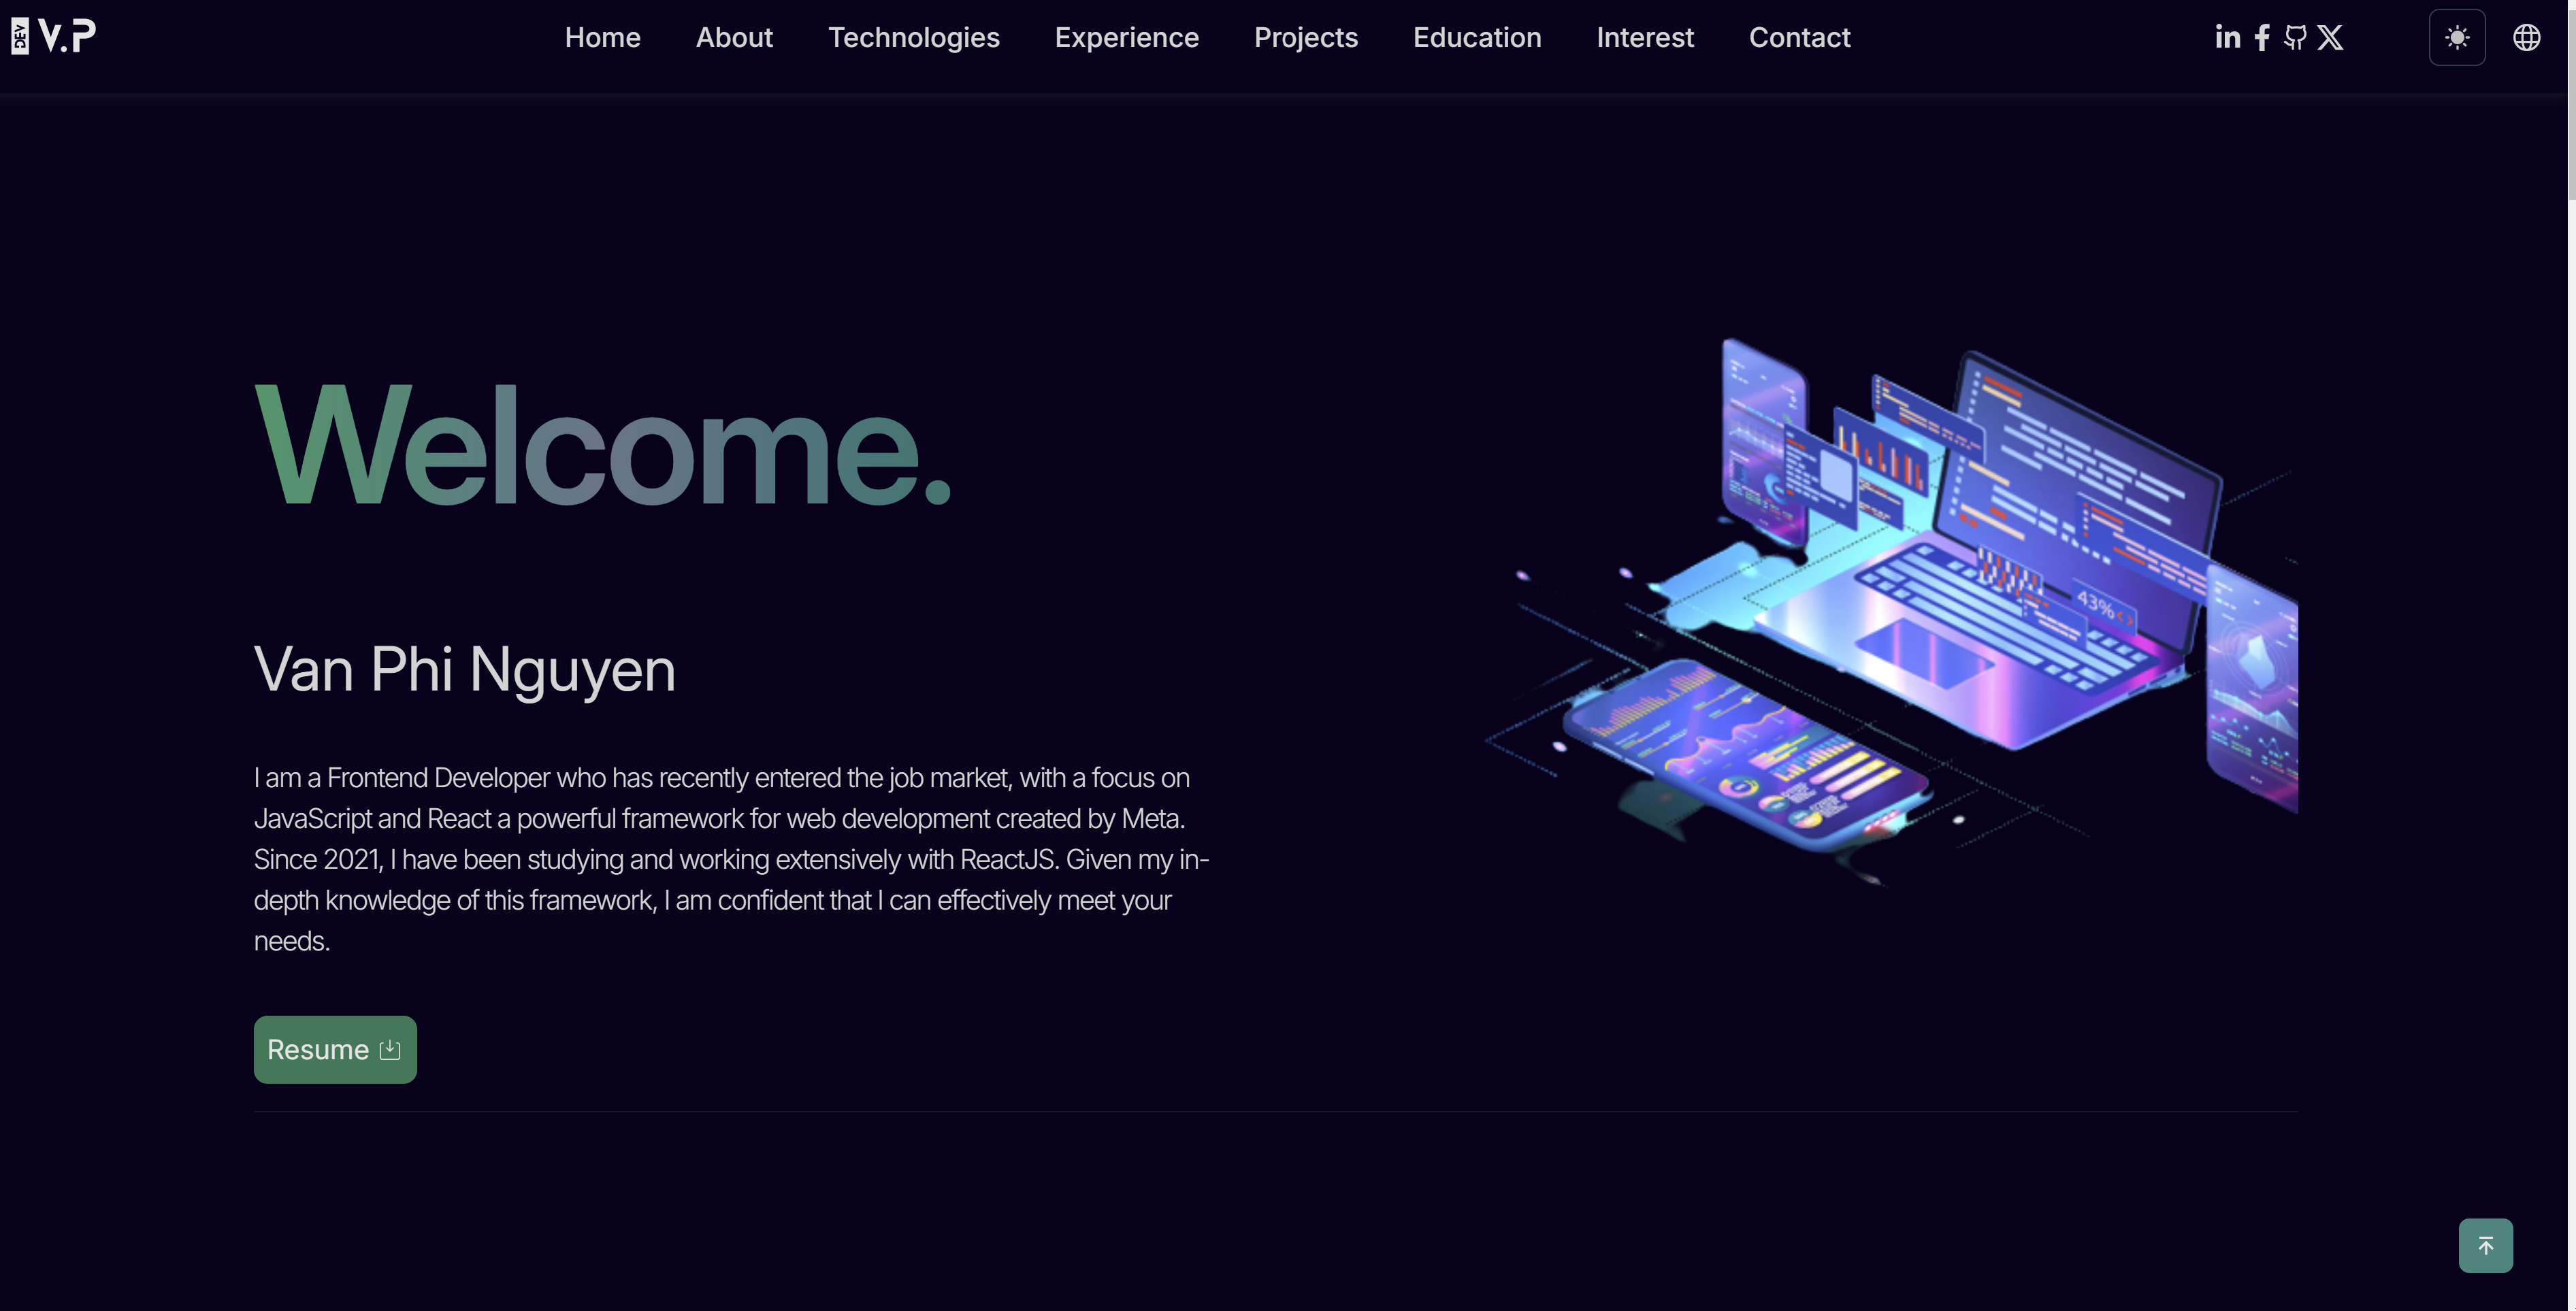 DEV V.P
Home About Technologies Experience Projects Education Interest Contact
Welcome.
43%
Van Phi Nguyen
I am a Frontend Developer who has recently entered the job market, with a focus on
JavaScript and React a powerful framework for web development created by Meta.
Since 2021, I have been studying and working extensively with ReactJS. Given my in-
depth knowledge of this framework, I am confident that I can effectively meet your
needs.
Resume